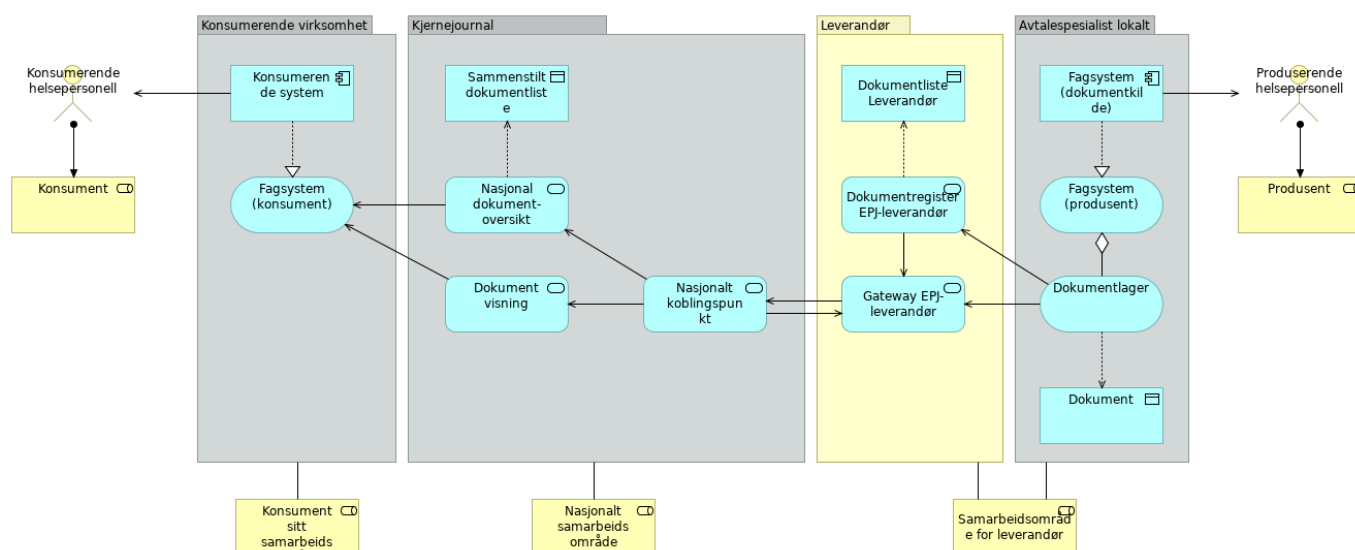 Konsumerende virksomhet
Kjernejournal
Leverandør
Avtalespesialist lokalt
Konsumerende
helsepersonell
Konsumeren
de system
Sammenstilt
dokumentlist
e
Dokumentliste
Leverandør
Fagsystem
(dokumentkil
de)
Produserende
helsepersonell
Konsument
Fagsystem
(konsument)
Nasjonal
dokument-
oversikt
Dokumentregister
EPJ-leverandør
Fagsystem
(produsent)
Produsent
Dokument
visning
Nasjonalt
koblingspun
kt
Gateway EPJ-
leverandør
Dokumentlager
Dokument
Konsument
sitt
samarbeids
Nasjonalt
samarbeids
område
Samarbeidsområd
e for leverandør